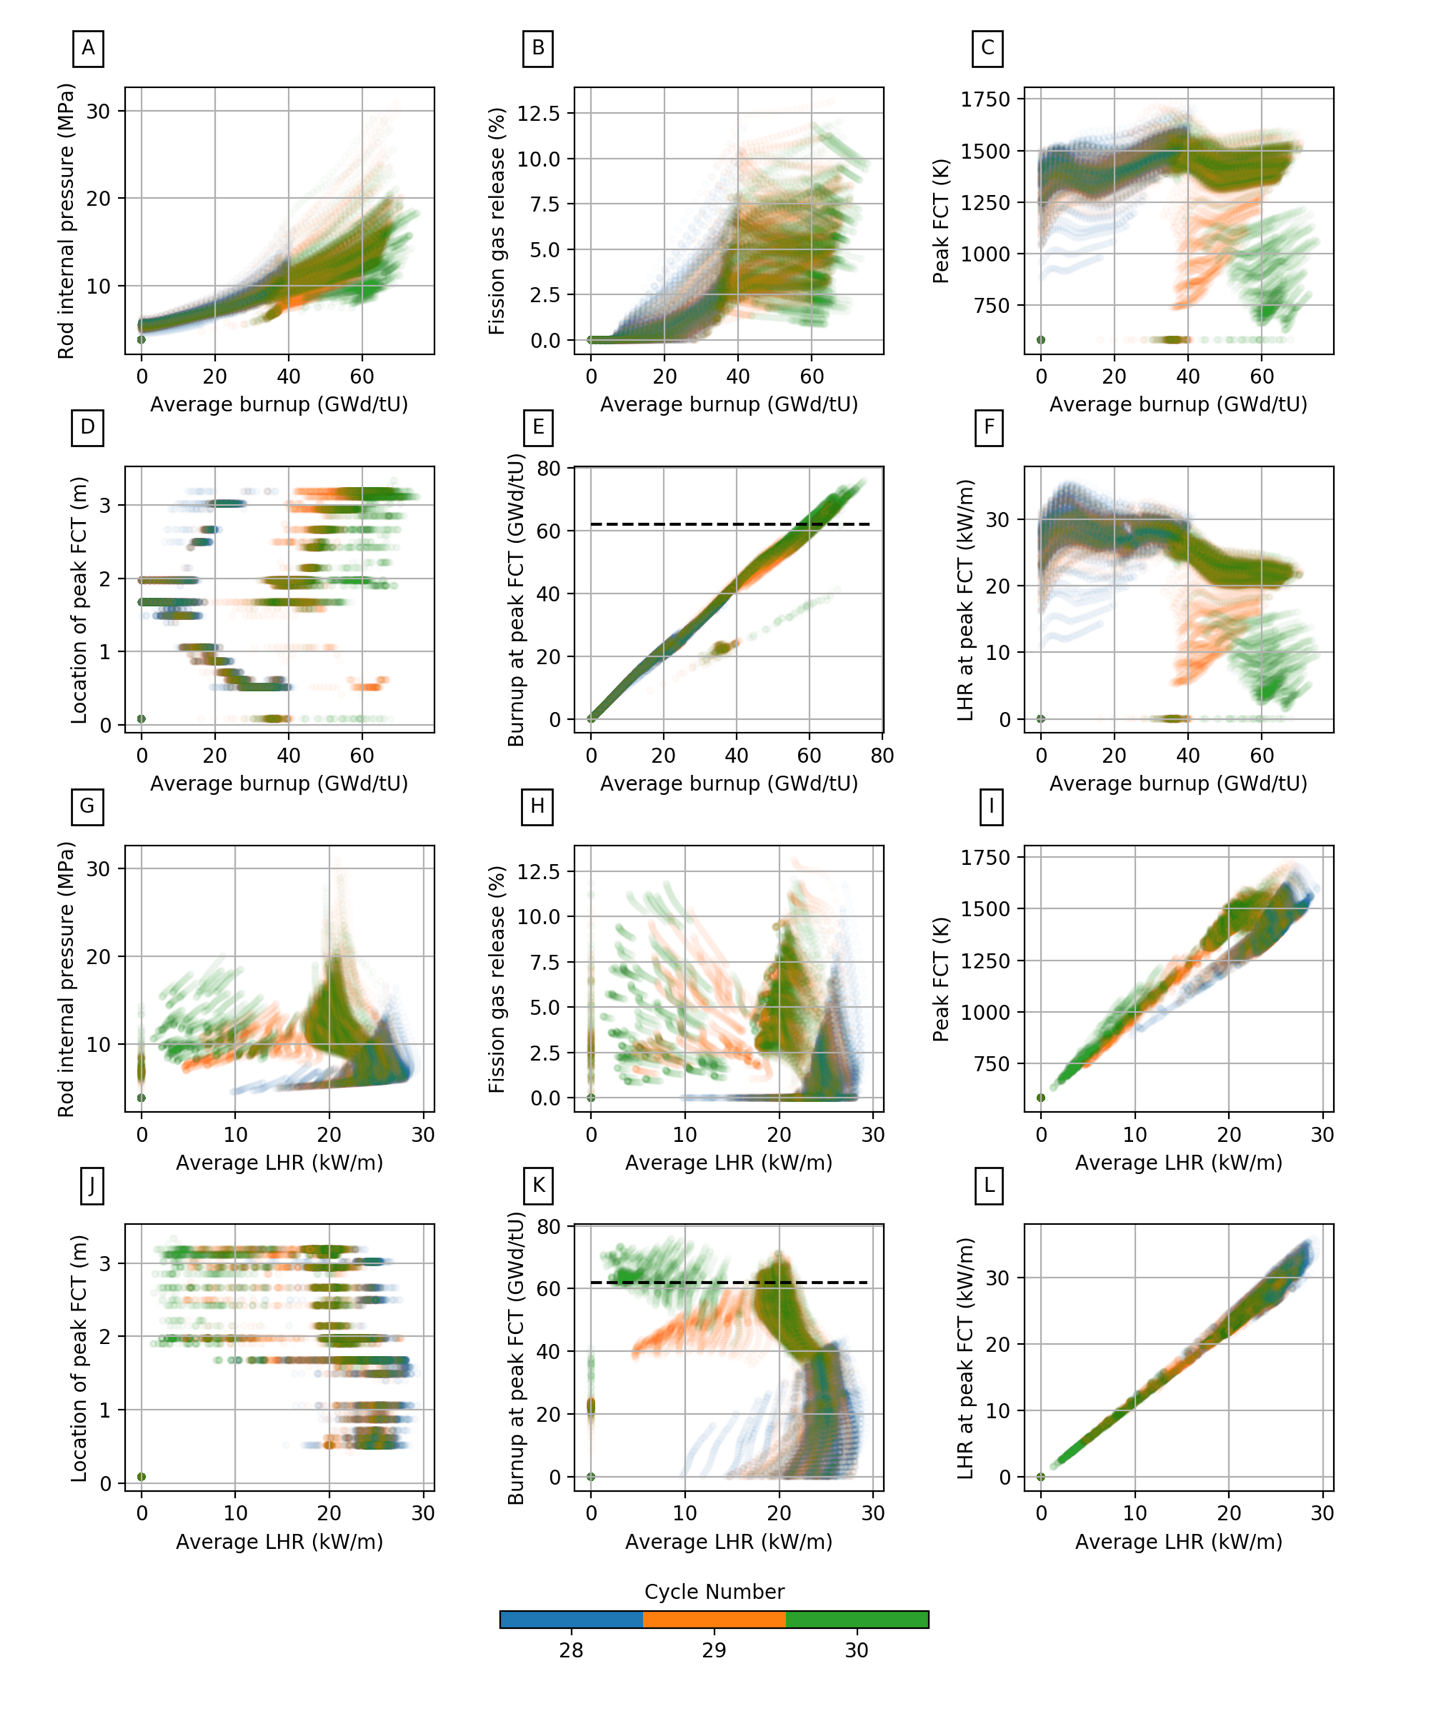 A
B
C
Rod internal pressure (MPa)
30
20
10
0 20 40 60
Average burnup (GWd/tU)
Fission gas release (%)
12.5
10.0
7.5
5.0
2.5
0.0
0 20 40 60
Average burnup (GWd/tU)
Peak FCT (K)
1750
1500
1250
1000
750
0 20 40 60
Average burnup (GWd/tU)
D
E
F
Location of peak FCT (m)
3
2
1
0
0 20 40 60
Average burnup (GWd/tU)
Burnup at peak FCT (GWd/tU)
80
60
40
20
0
0 20 40 60 80
Average burnup (GWd/tU)
LHR at peak FCT (kW/m)
30
20
10
0
0 20 40 60
Average burnup (GWd/tU)
G
H
I
Rod internal pressure (MPa)
30
20
10
0 10 20 30
Average LHR (kW/m)
Fission gas release (%)
12.5
10.0
7.5
5.0
2.5
0.0
0 10 20 30
Average LHR (kW/m)
Peak FCT (K)
1750
1500
1250
1000
750
0 10 20 30
Average LHR (kW/m)
J
K
L
Location of peak FCT (m)
3
2
1
0
0 10 20 30
Average LHR (kW/m)
Burnup at peak FCT (GWd/tU)
80
60
40
20
0
0 10 20 30
Average LHR (kW/m)
LHR at peak FCT (kW/m)
30
20
10
0
0 10 20 30
Average LHR (kW/m)
Cycle Number
28 29 30